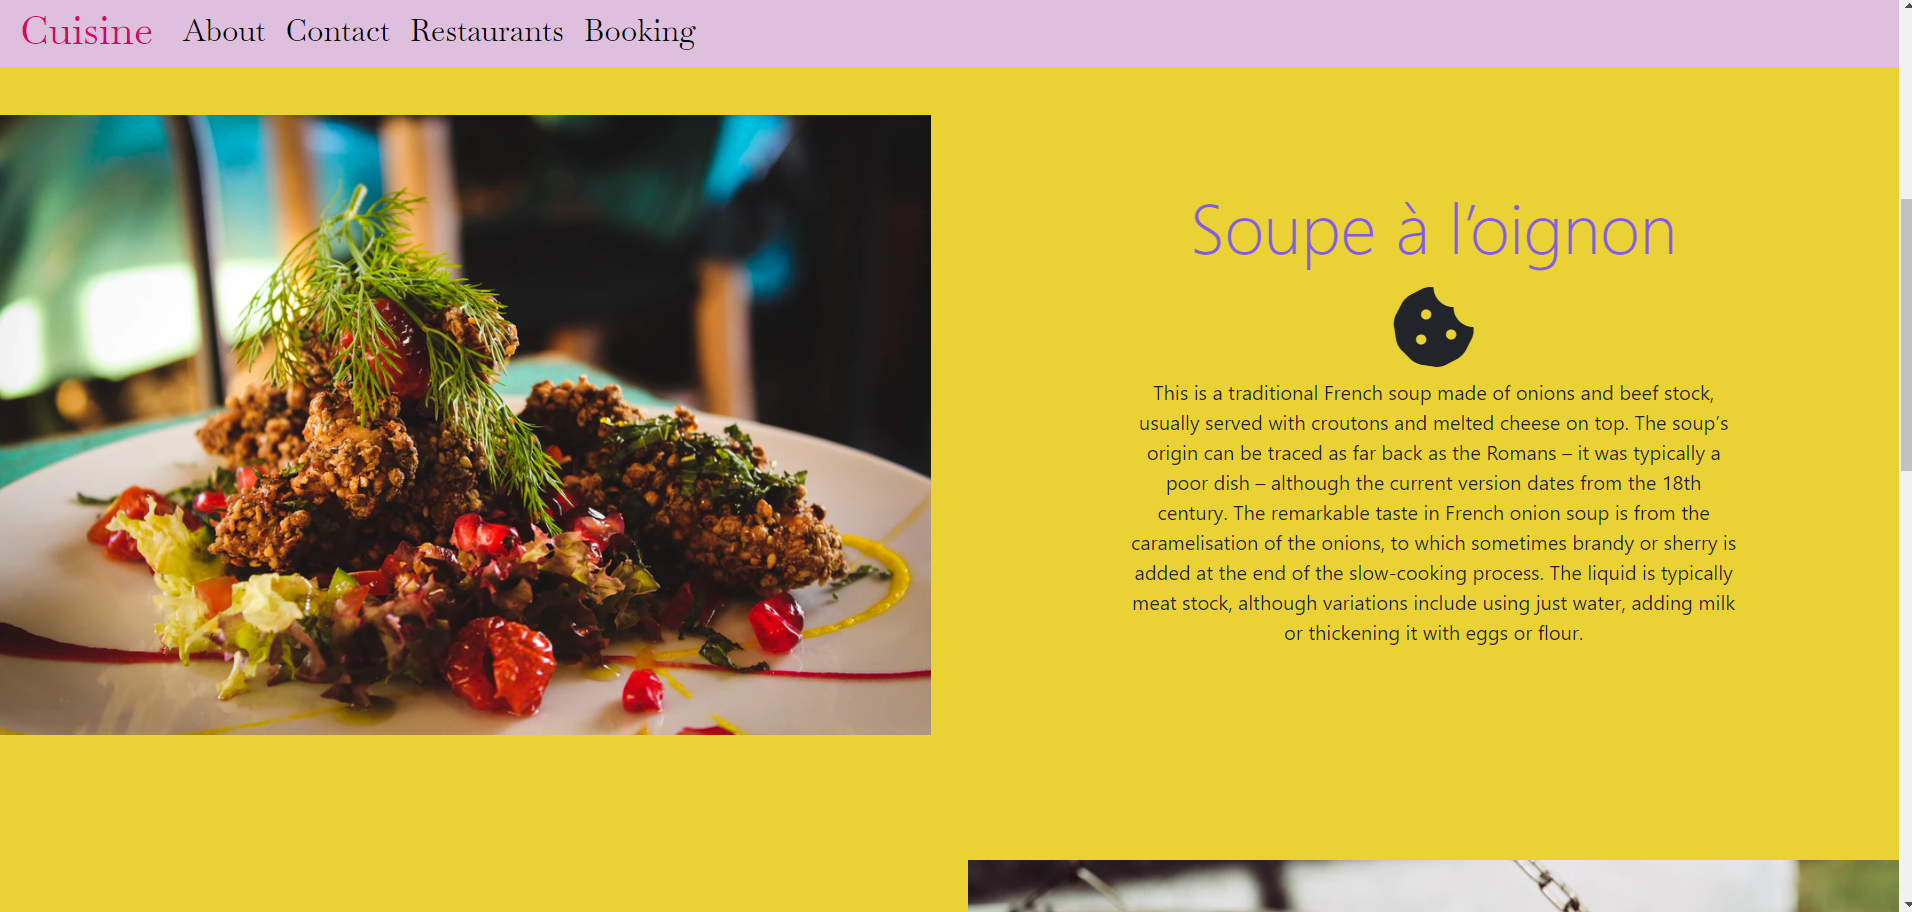 Cuisine About Contact Restaurants Booking
Soupe à l’oignon
This is a traditional French soup made of onions and beef stock,
usually served with croutons and melted cheese on top. The soup’s
origin can be traced as far back as the Romans – it was typically a
poor dish – although the current version dates from the 18th
century. The remarkable taste in French onion soup is from the
caramelisation of the onions, to which sometimes brandy or sherry is
added at the end of the slow-cooking process. The liquid is typically
meat stock, although variations include using just water, adding milk
or thickening it with eggs or flour.